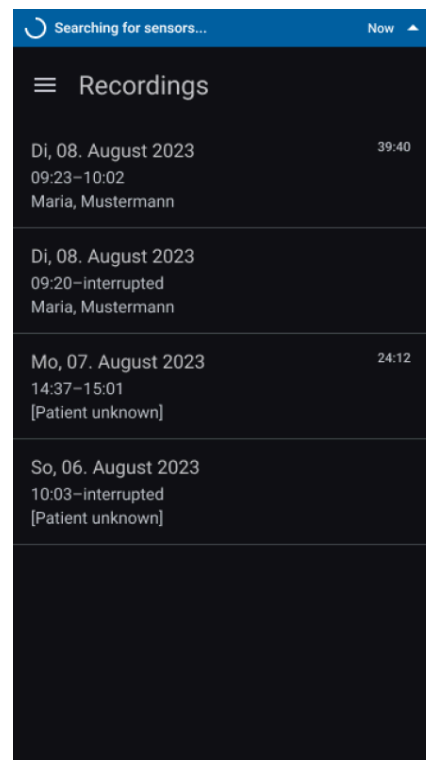 Searching for sensors...
Now
Recordings
Di, 08. August 2023
39:40
09:23–10:02
Maria, Mustermann
Di, 08. August 2023
09:20–interrupted
Maria, Mustermann
Mo, 07. August 2023
24:12
14:37–15:01
[Patient unknown]
So, 06. August 2023
10:03–interrupted
[Patient unknown]